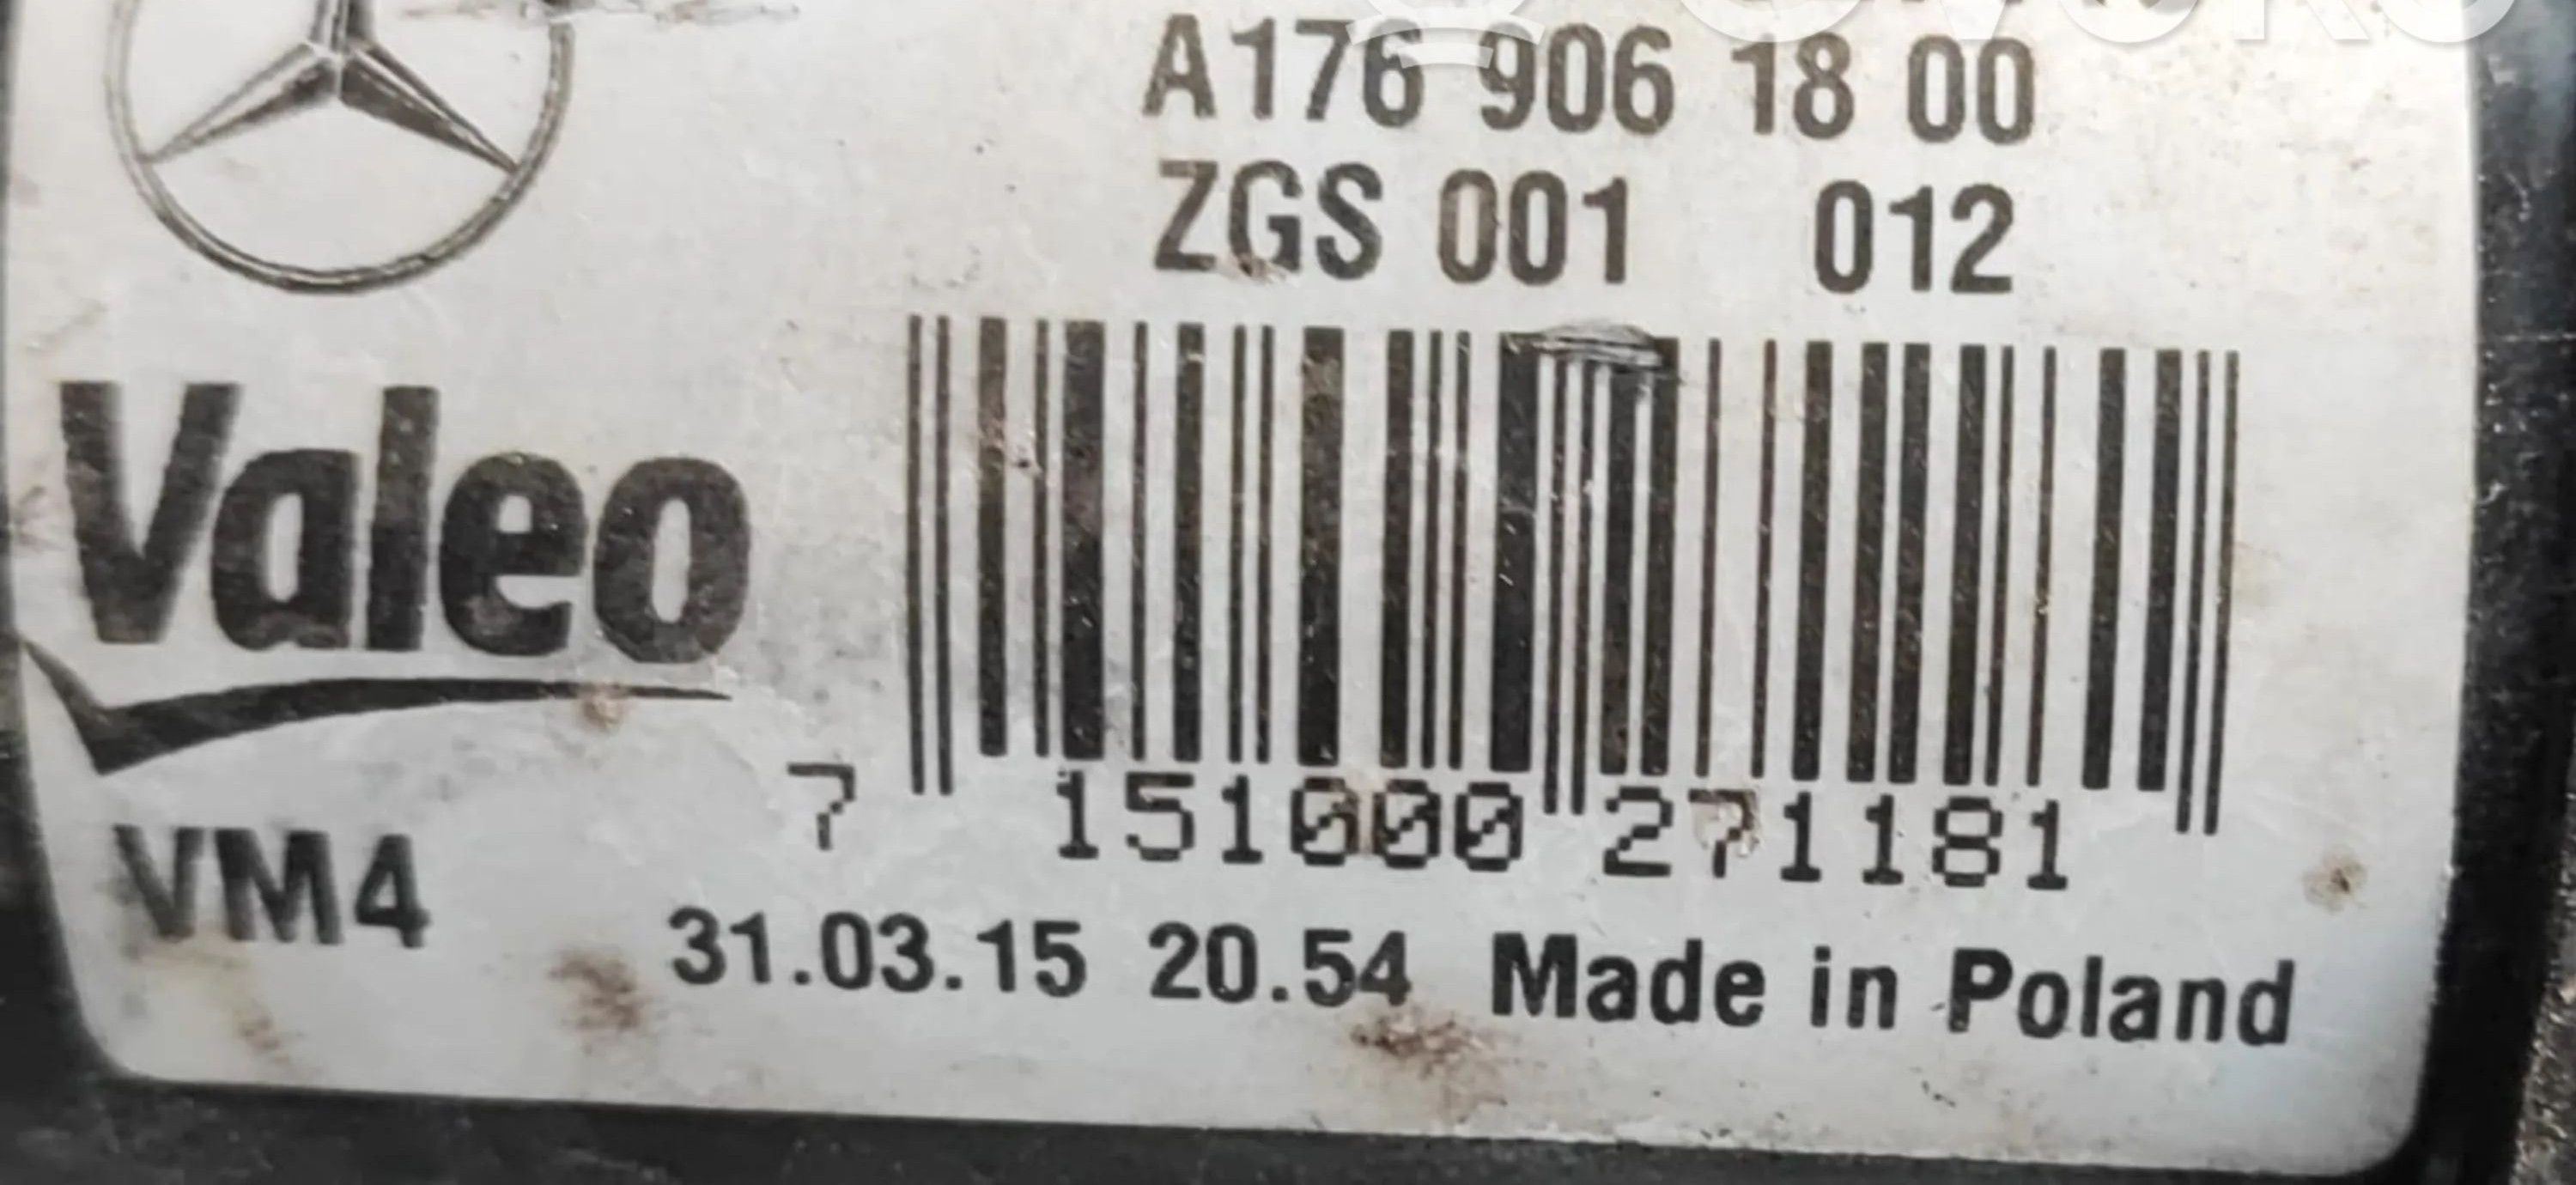 A176 906 18 00
ZGS 001 012
Valeo
7 151000 271181
VM4
31.03.15 20.54 Made in Poland